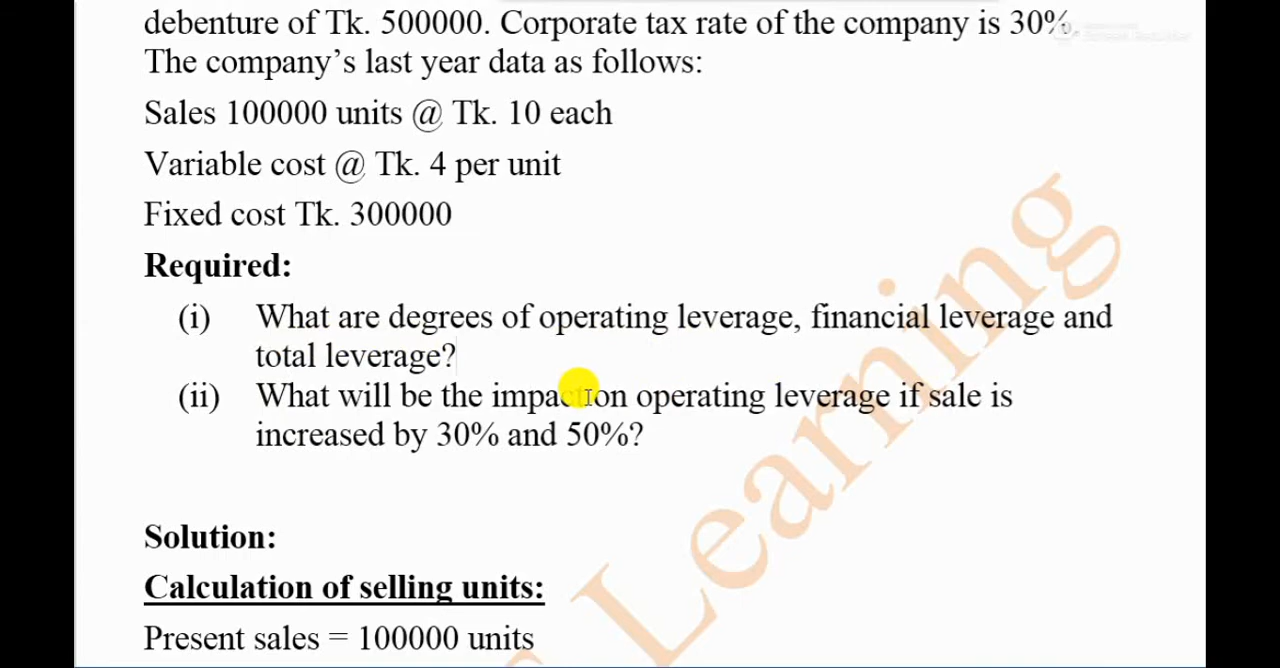 debenture of Tk. 500000. Corporate tax rate of the company is 30%.
The company's last year data as follows:
Sales 100000 units @ Tk. 10 each
Variable cost @ Tk. 4 per unit
Fixed cost Tk. 300000
Required:
(i) What are degrees of operating leverage, financial leverage and
total leverage?
(ii) What will be the impaction operating leverage if sale is
increased by 30% and 50%?
Solution:
Calculation of selling units:
Present sales = 100000 units
Learning